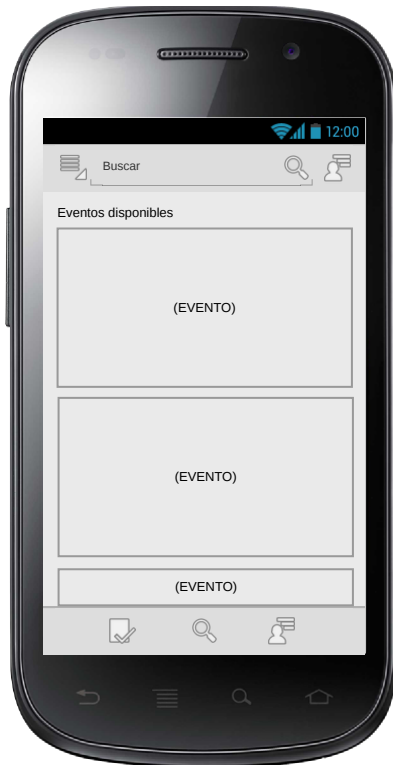 12:00
Buscar
Eventos disponibles
(EVENTO)
(EVENTO)
(EVENTO)